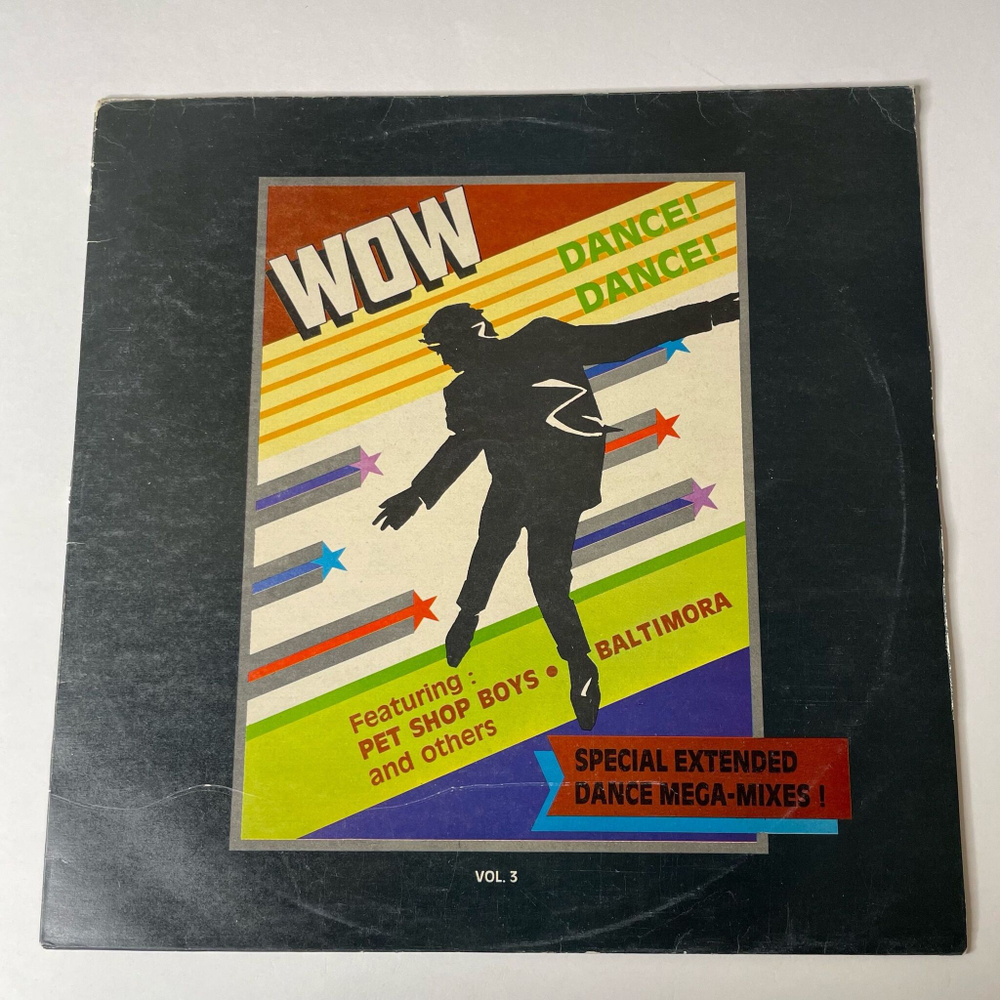 WOW
DANCE!
DANCE!
Featuring :
PET SHOP BOYS • BALTIMORA
and others
SPECIAL EXTENDED
DANCE MEGA-MIXES !
VOL. 3